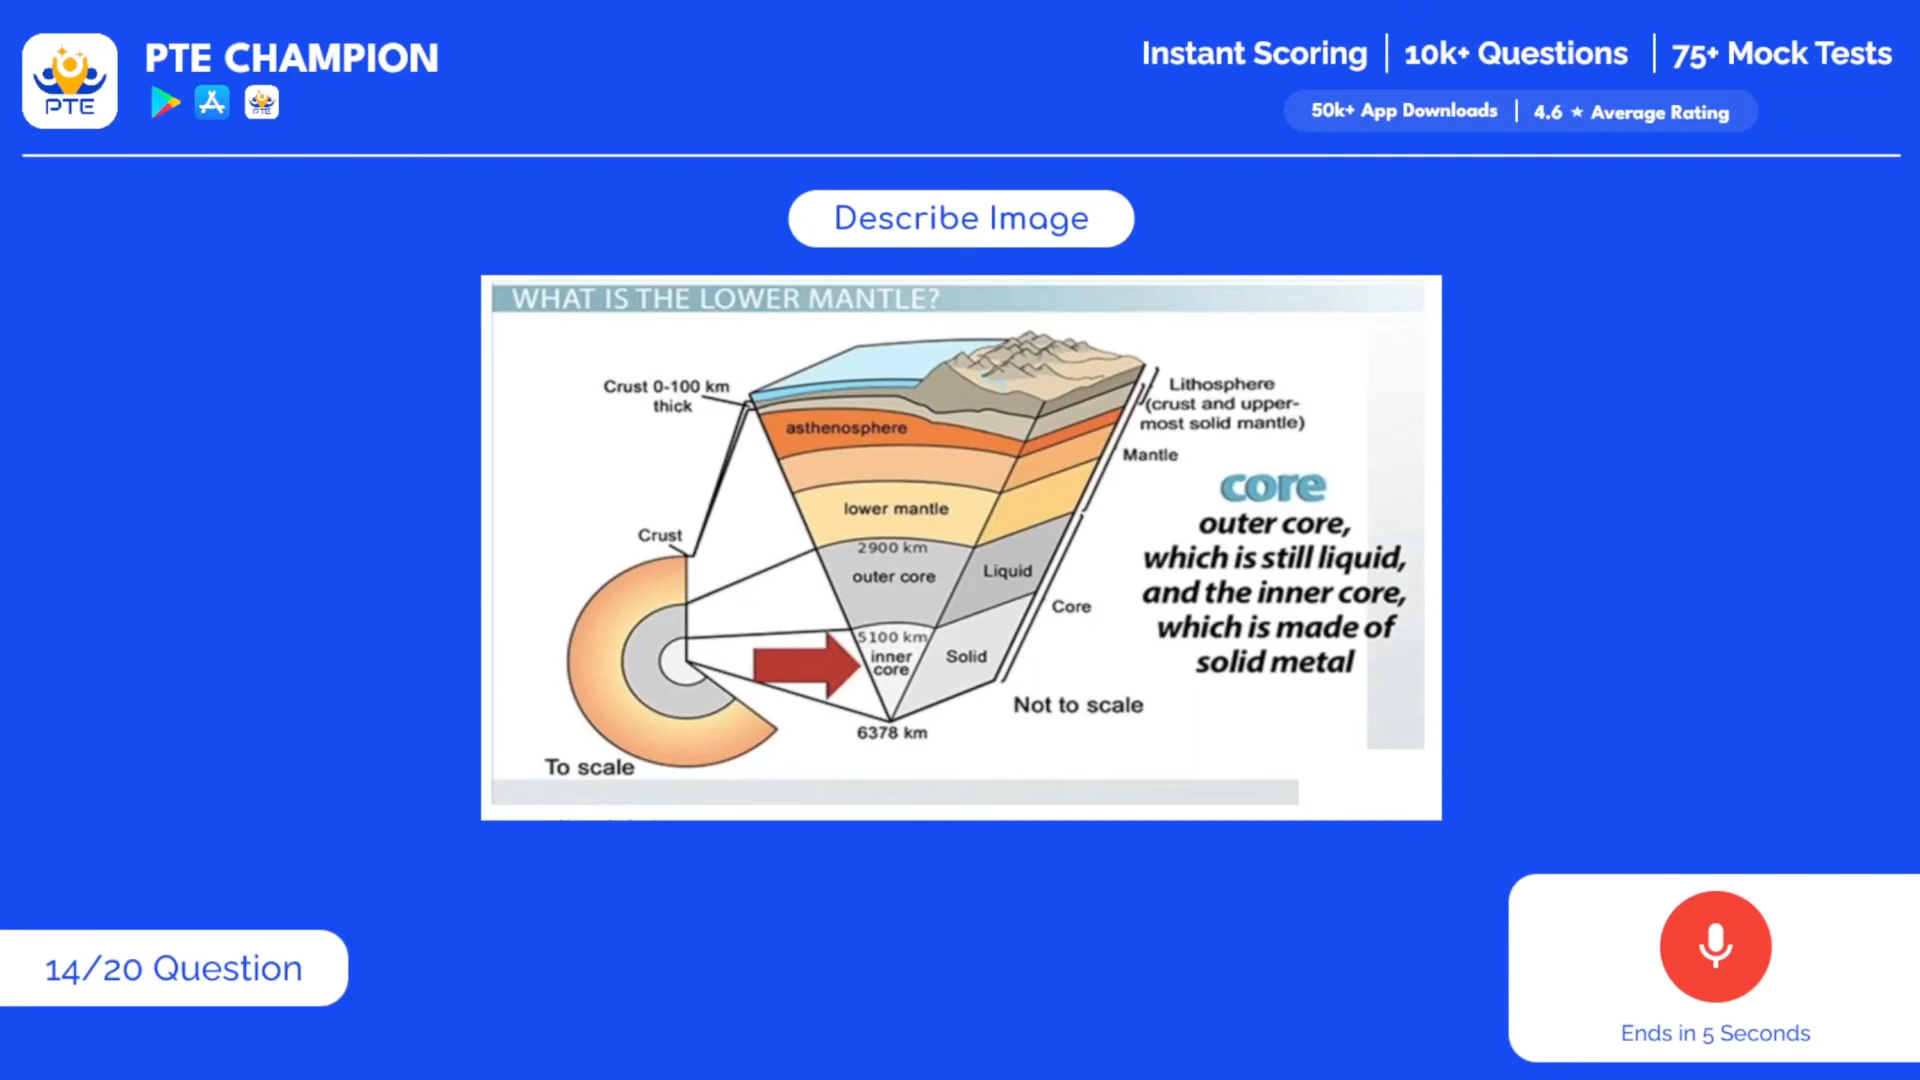 PTE CHAMPION
PTE
PTE
Instant Scoring | 10k+ Questions | 75+ Mock Tests
50k+ App Downloads | 4.6 ★ Average Rating
Describe Image
WHAT IS THE LOWER MANTLE?
Crust 0-100 km
thick
asthenosphere
Lithosphere
(crust and upper-
most solid mantle)
Mantle
lower mantle
Crust
2900 km
outer core
Liquid
Core
5100 km
inner
core
Solid
6378 km
Not to scale
To scale
core
outer core,
which is still liquid,
and the inner core,
which is made of
solid metal
14/20 Question
Ends in 5 Seconds